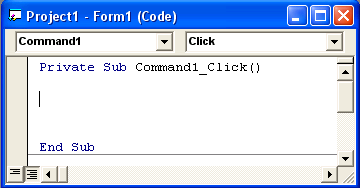 Project1 - Form1 (Code)
Command1 Click
Private Sub Command1_Click()
End Sub